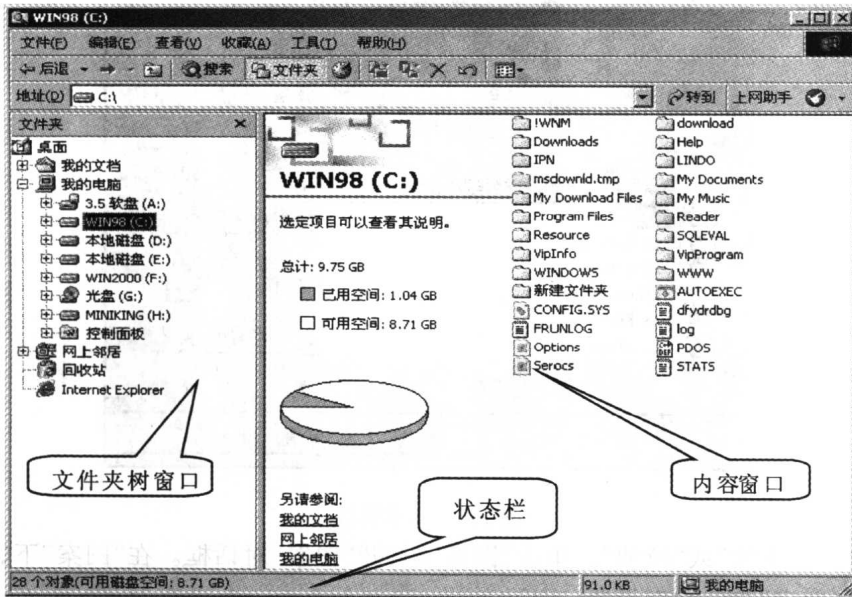 WIN98 (C:)
文件(F) 编辑(E) 查看(V) 收藏(A) 工具(T) 帮助(H)
后退 搜索 文件夹
地址(D) C:\ 转到 上网助手
文件夹
桌面
我的文档
我的电脑
3.5 软盘 (A:)
WIN98 (C:)
本地磁盘 (D:)
本地磁盘 (E:)
WIN2000 (F:)
光盘 (G:)
MINIKING (H:)
控制面板
网上邻居
回收站
Internet Explorer
文件夹树窗口
WIN98 (C:)
选定项目可以查看其说明。
总计: 9.75 GB
已用空间: 1.04 GB
可用空间: 8.71 GB
另请参阅:
我的文档
网上邻居
我的电脑
状态栏
!WNM download
Downloads Help
IPN LINDO
msdownld.tmp My Documents
My Download Files My Music
Program Files Reader
Resource SQLEVAL
VipInfo VipProgram
WINDOWS WWW
新建文件夹 AUTOEXEC
CONFIG.SYS dfydrdbg
FRUNLOG log
Options PDOS
Serocs STATS
内容窗口
28 个对象(可用磁盘空间: 8.71 GB) 91.0 KB 我的电脑